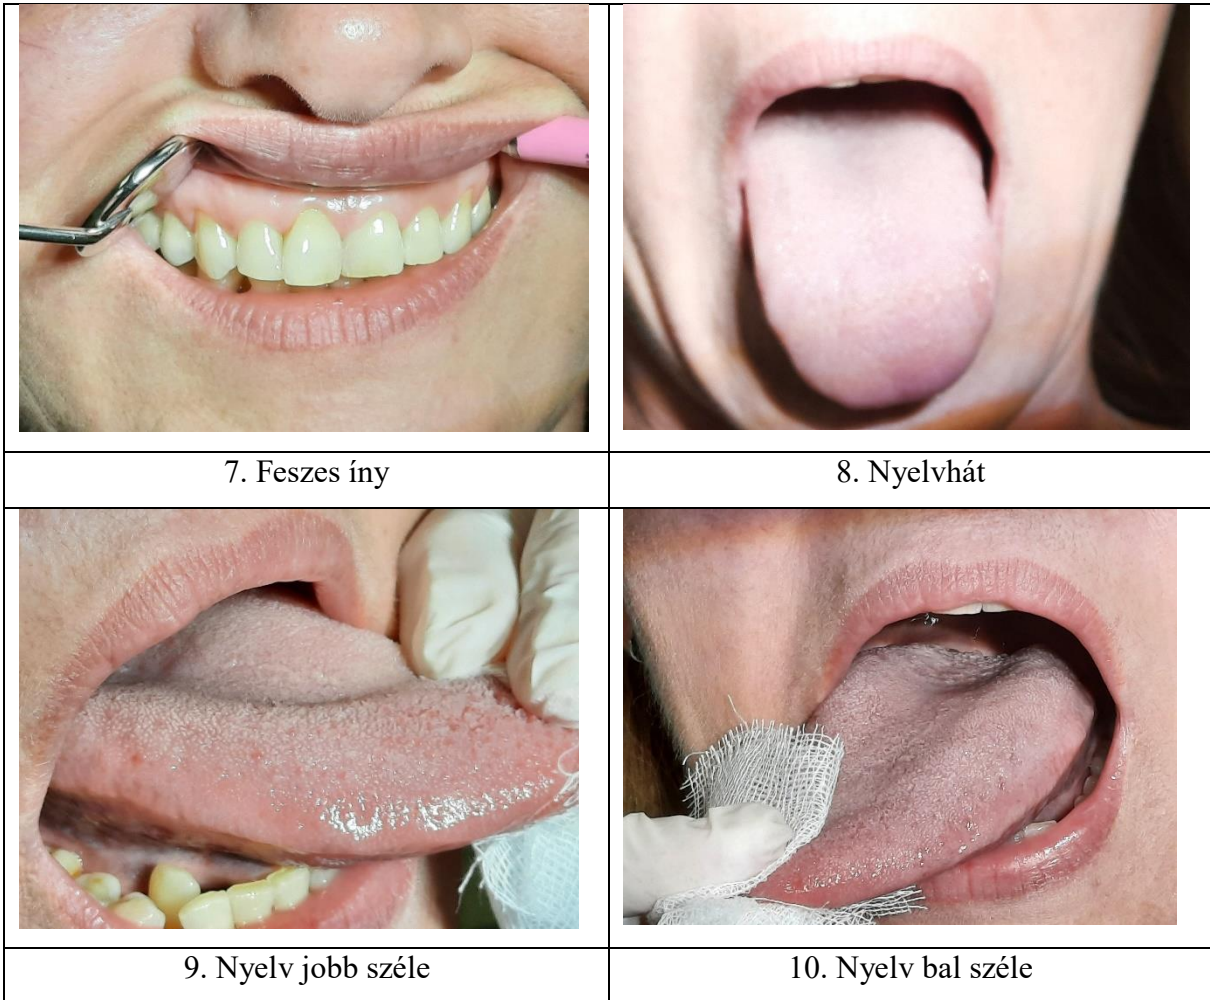 7. Feszes íny
8. Nyelvhát
9. Nyelv jobb széle
10. Nyelv bal széle